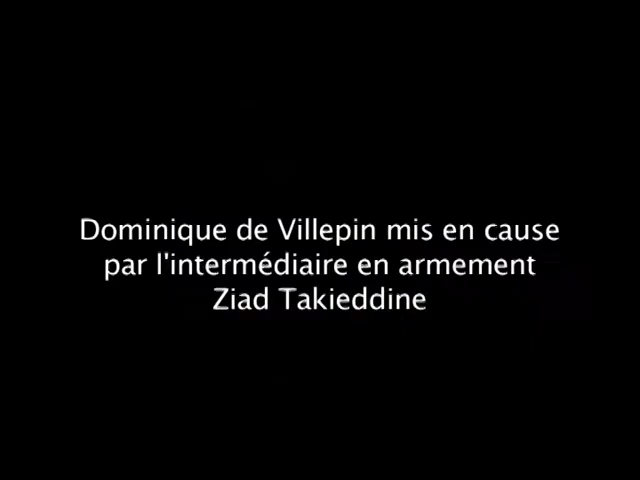 Dominique de Villepin mis en cause
par l'intermédiaire en armement
Ziad Takieddine